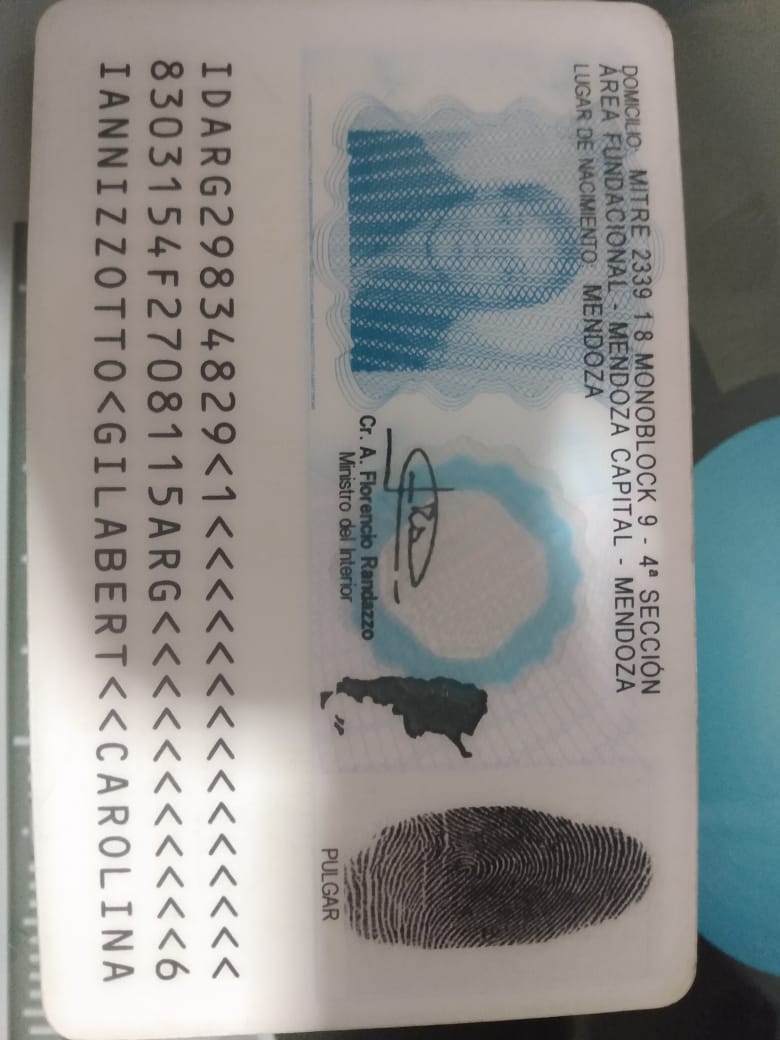 DOMICILIO: MITRE 2339 1 8 MONOBLOCK 9 - 4ª SECCIÓN
ÁREA FUNDACIONAL - MENDOZA CAPITAL - MENDOZA
LUGAR DE NACIMIENTO: MENDOZA
Cr. A. Florencio Randazzo
Ministro del Interior
PULGAR
IDARG29834829<1<<<<<<<<<<<<<<<
8303154F2708115ARG<<<<<<<<<<<6
IANNIZZOTTO<GILABERT<<CAROLINA